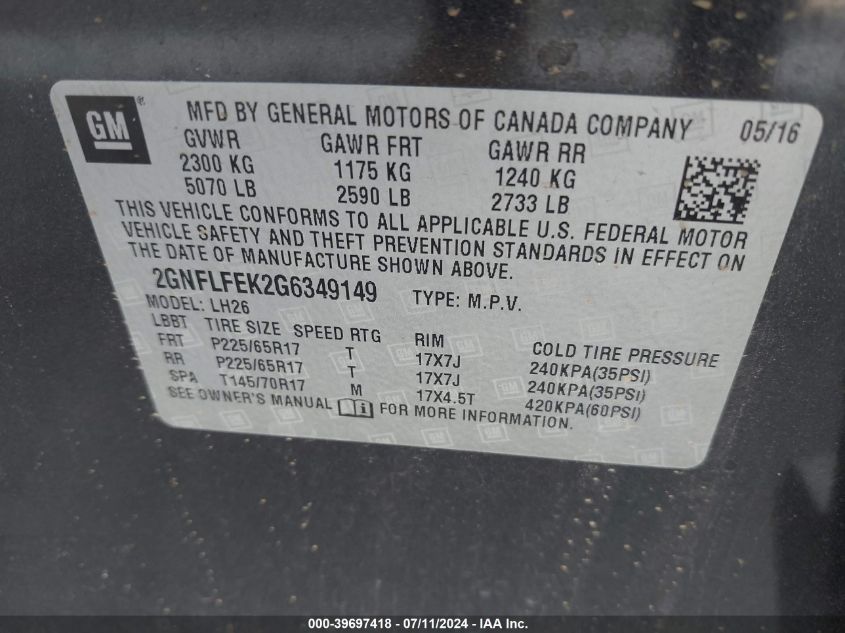 GM
MFD BY GENERAL MOTORS OF CANADA COMPANY 05/16
GVWR GAWR FRT GAWR RR
2300 KG 1175 KG 1240 KG
5070 LB 2590 LB 2733 LB
THIS VEHICLE CONFORMS TO ALL APPLICABLE U.S. FEDERAL MOTOR
VEHICLE SAFETY AND THEFT PREVENTION STANDARDS IN EFFECT ON
THE DATE OF MANUFACTURE SHOWN ABOVE.
2GNFLFEK2G6349149 TYPE: M.P.V.
MODEL: LH26
LBBT TIRE SIZE SPEED RTG RIM COLD TIRE PRESSURE
FRT P225/65R17 T 17X7J 240KPA(35PSI)
RR P225/65R17 T 17X7J 240KPA(35PSI)
SPA T145/70R17 M 17X4.5T 420KPA(60PSI)
SEE OWNER'S MANUAL FOR MORE INFORMATION.
000-39697418 - 07/11/2024 - IAA Inc.